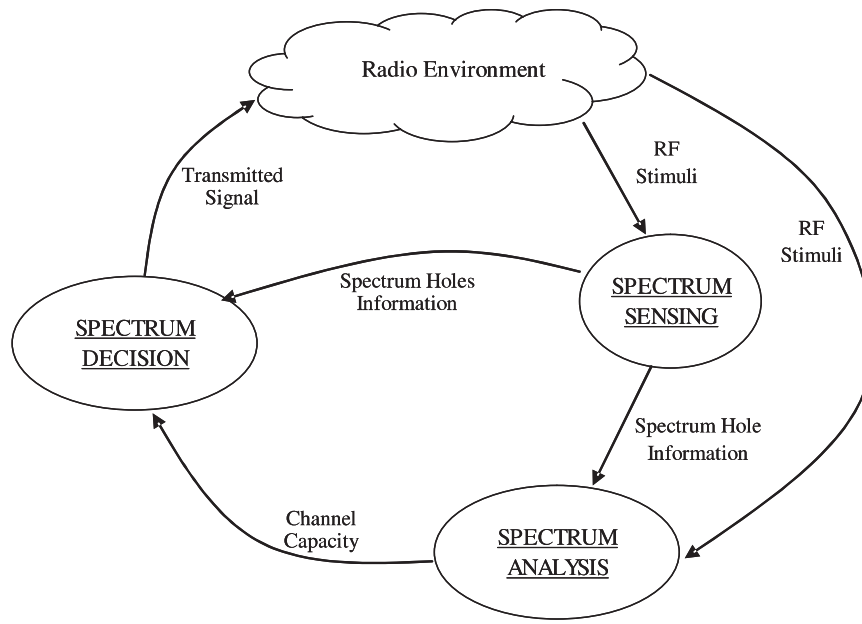 Radio Environment
RF
Stimuli
Transmitted
Signal
RF
Stimuli
Spectrum Holes
Information
SPECTRUM
SENSING
SPECTRUM
DECISION
Spectrum Hole
Information
Channel
Capacity
SPECTRUM
ANALYSIS